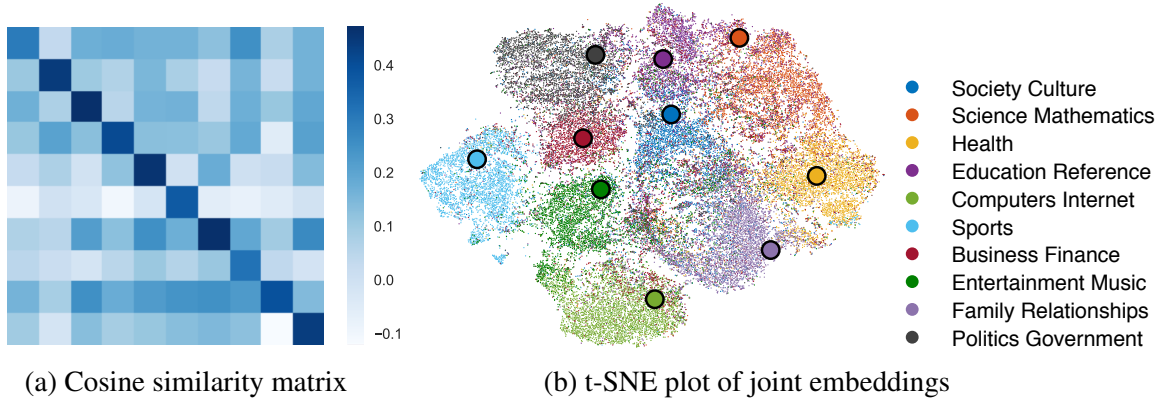 0.4
0.3
0.2
0.1
0.0
−0.1
Society Culture
Science Mathematics
Health
Education Reference
Computers Internet
Sports
Business Finance
Entertainment Music
Family Relationships
Politics Government
(a) Cosine similarity matrix
(b) t-SNE plot of joint embeddings